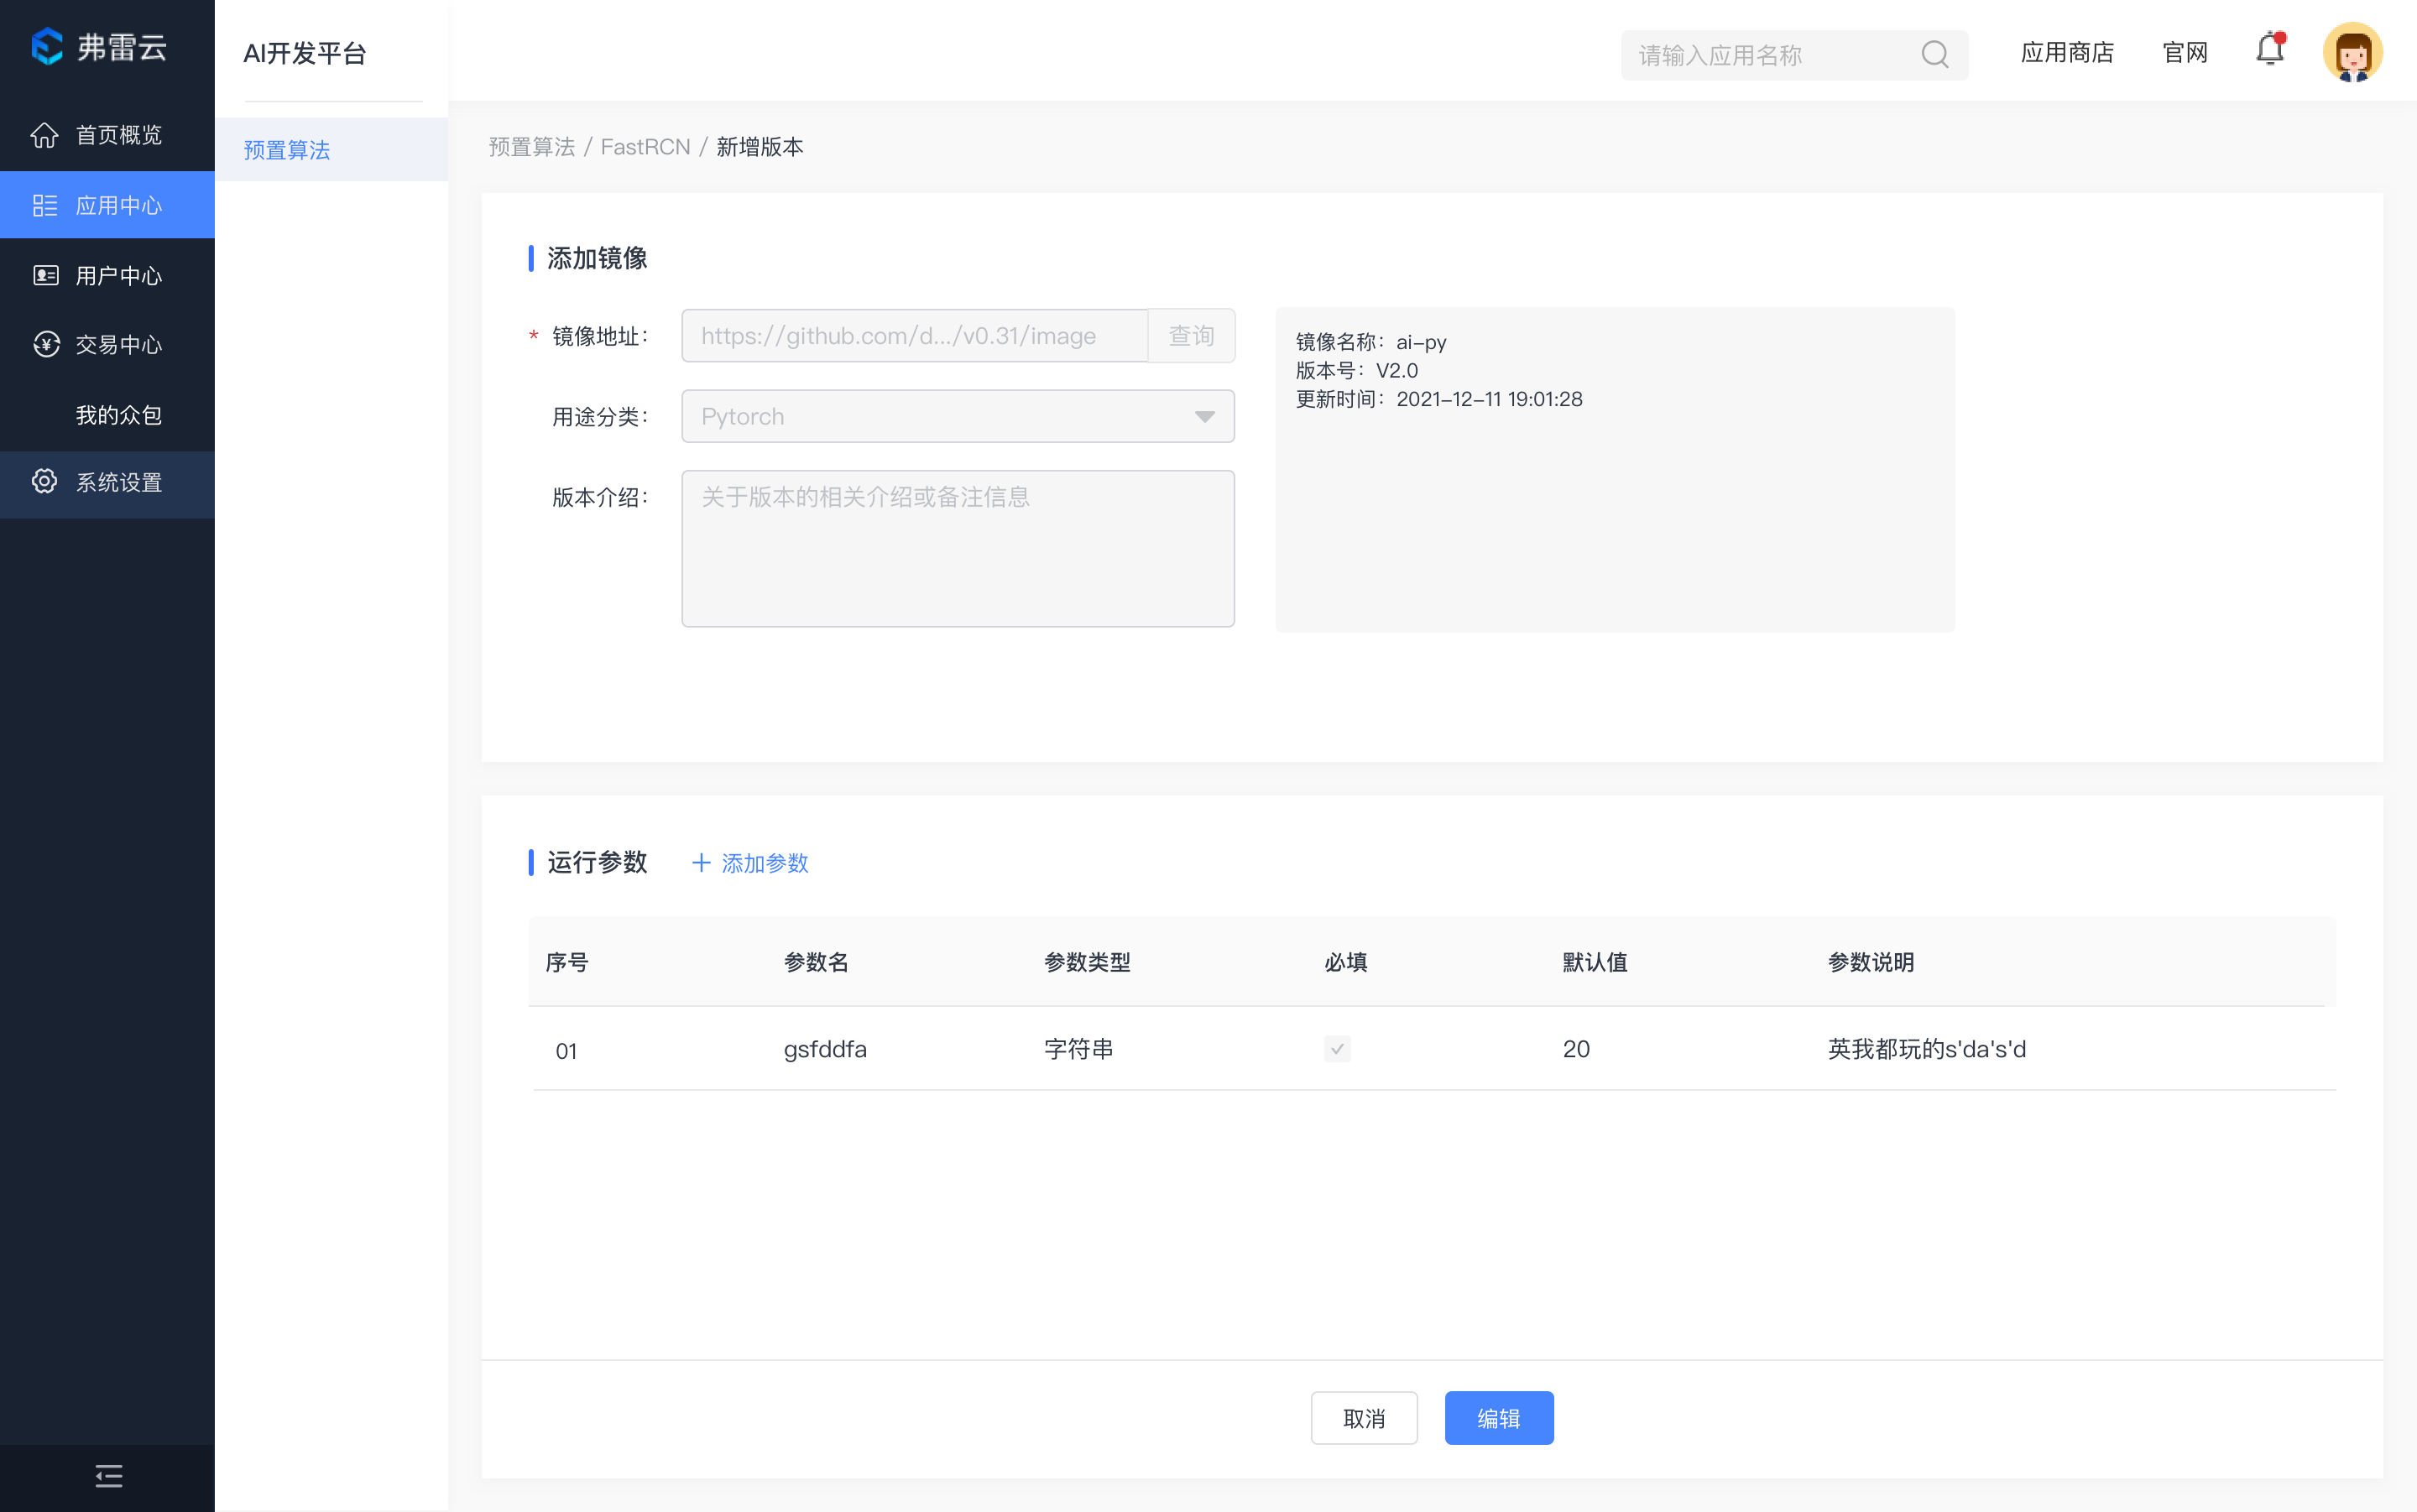 弗雷云
首页概览
应用中心
用户中心
交易中心
我的众包
系统设置
AI开发平台
预置算法
请输入应用名称
应用商店
官网
预置算法 / FastRCN / 新增版本
添加镜像
* 镜像地址：
https://github.com/d.../v0.31/image
查询
用途分类：
Pytorch
版本介绍：
关于版本的相关介绍或备注信息
镜像名称：ai-py
版本号：V2.0
更新时间：2021-12-11 19:01:28
运行参数
+ 添加参数
序号 参数名 参数类型 必填 默认值 参数说明
01 gsfddfa 字符串 20 英我都玩的s'da's'd
取消
编辑